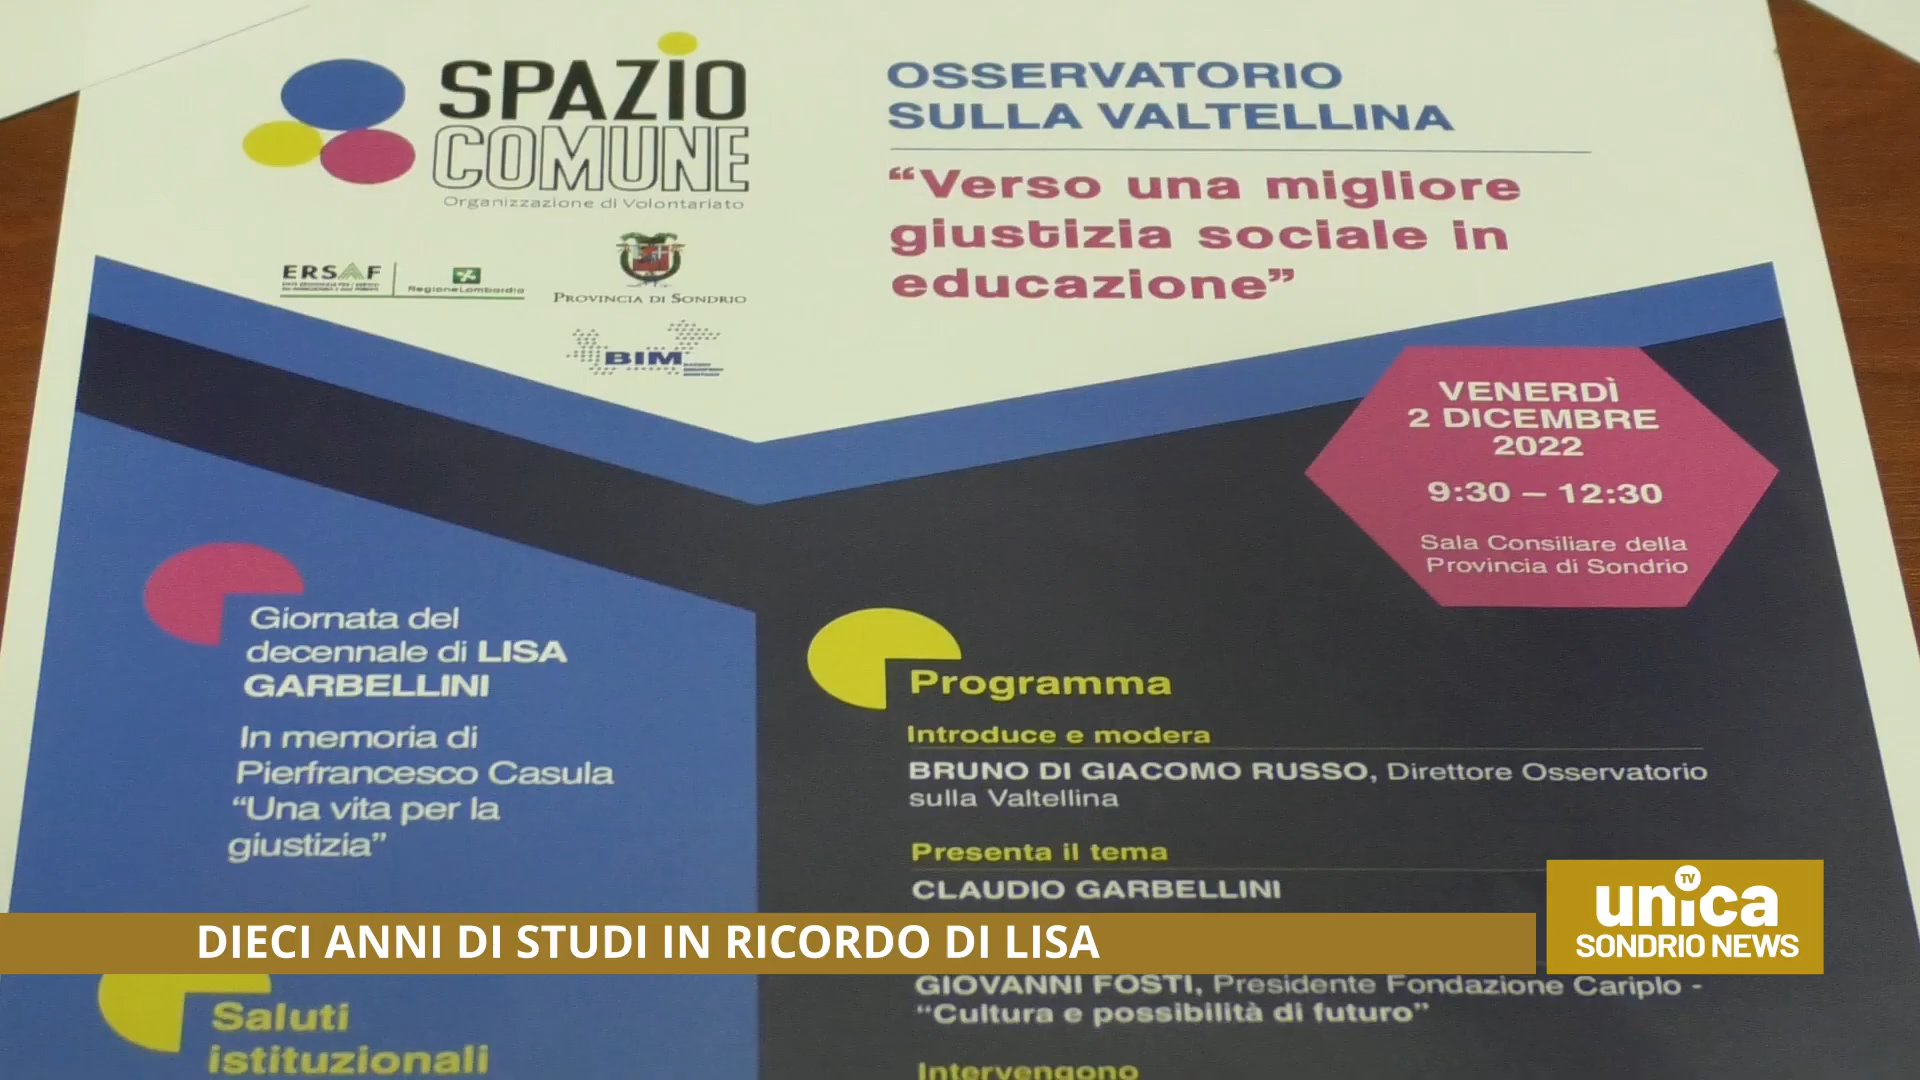 SPAZIO
COMUNE
Organizzazione di Volontariato
ERSAF
RegioneLombardia
PROVINCIA DI SONDRIO
BIM
OSSERVATORIO
SULLA VALTELLINA
“Verso una migliore
giustizia sociale in
educazione”
VENERDÌ
2 DICEMBRE
2022
9:30 – 12:30
Sala Consiliare della
Provincia di Sondrio
Giornata del
decennale di LISA
GARBELLINI
In memoria di
Pierfrancesco Casula
“Una vita per la
giustizia”
Saluti
istituzionali
Programma
Introduce e modera
BRUNO DI GIACOMO RUSSO, Direttore Osservatorio
sulla Valtellina
Presenta il tema
CLAUDIO GARBELLINI
GIOVANNI FOSTI, Presidente Fondazione Cariplo -
“Cultura e possibilità di futuro”
Intervengono
DIECI ANNI DI STUDI IN RICORDO DI LISA
TV
unica
SONDRIO NEWS